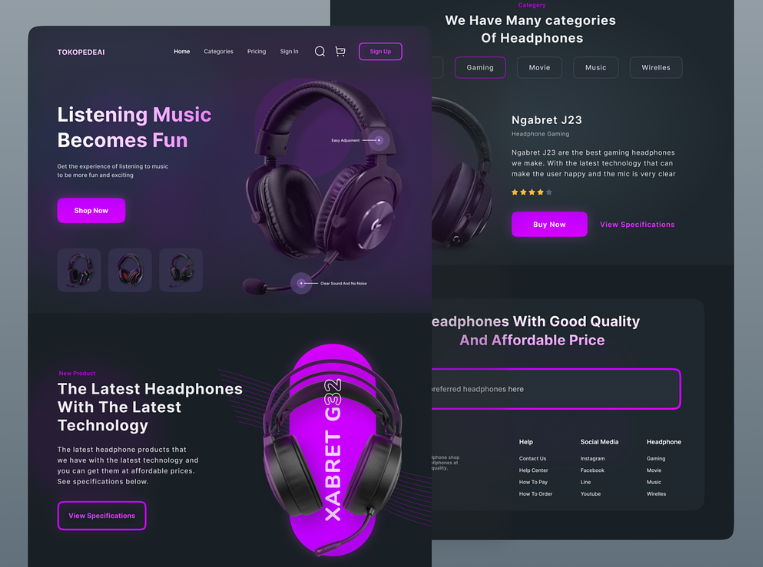 TOKOPEDEAI
Home
Categories
Pricing
Sign In
Sign Up
Listening Music
Becomes Fun
Get the experience of listening to music
to be more fun and exciting
Shop Now
Easy Adjusment
Clear Sound And No Noise
New Product
The Latest Headphones
With The Latest
Technology
The latest headphone products that
we have with the latest technology and
you can get them at affordable prices.
See specifications below.
View Specifications
XABRET G32
Category
We Have Many categories
Of Headphones
Gaming
Movie
Music
Wirelles
Ngabret J23
Headphone Gaming
Ngabret J23 are the best gaming headphones
we make. With the latest technology that can
make the user happy and the mic is very clear
Buy Now
View Specifications
eadphones With Good Quality
And Affordable Price
referred headphones here
phone shop
dphones at
quality.
Help
Contact Us
Help Center
How To Pay
How To Order
Social Media
Instagram
Facebook
Line
Youtube
Headphone
Gaming
Movie
Music
Wirelles